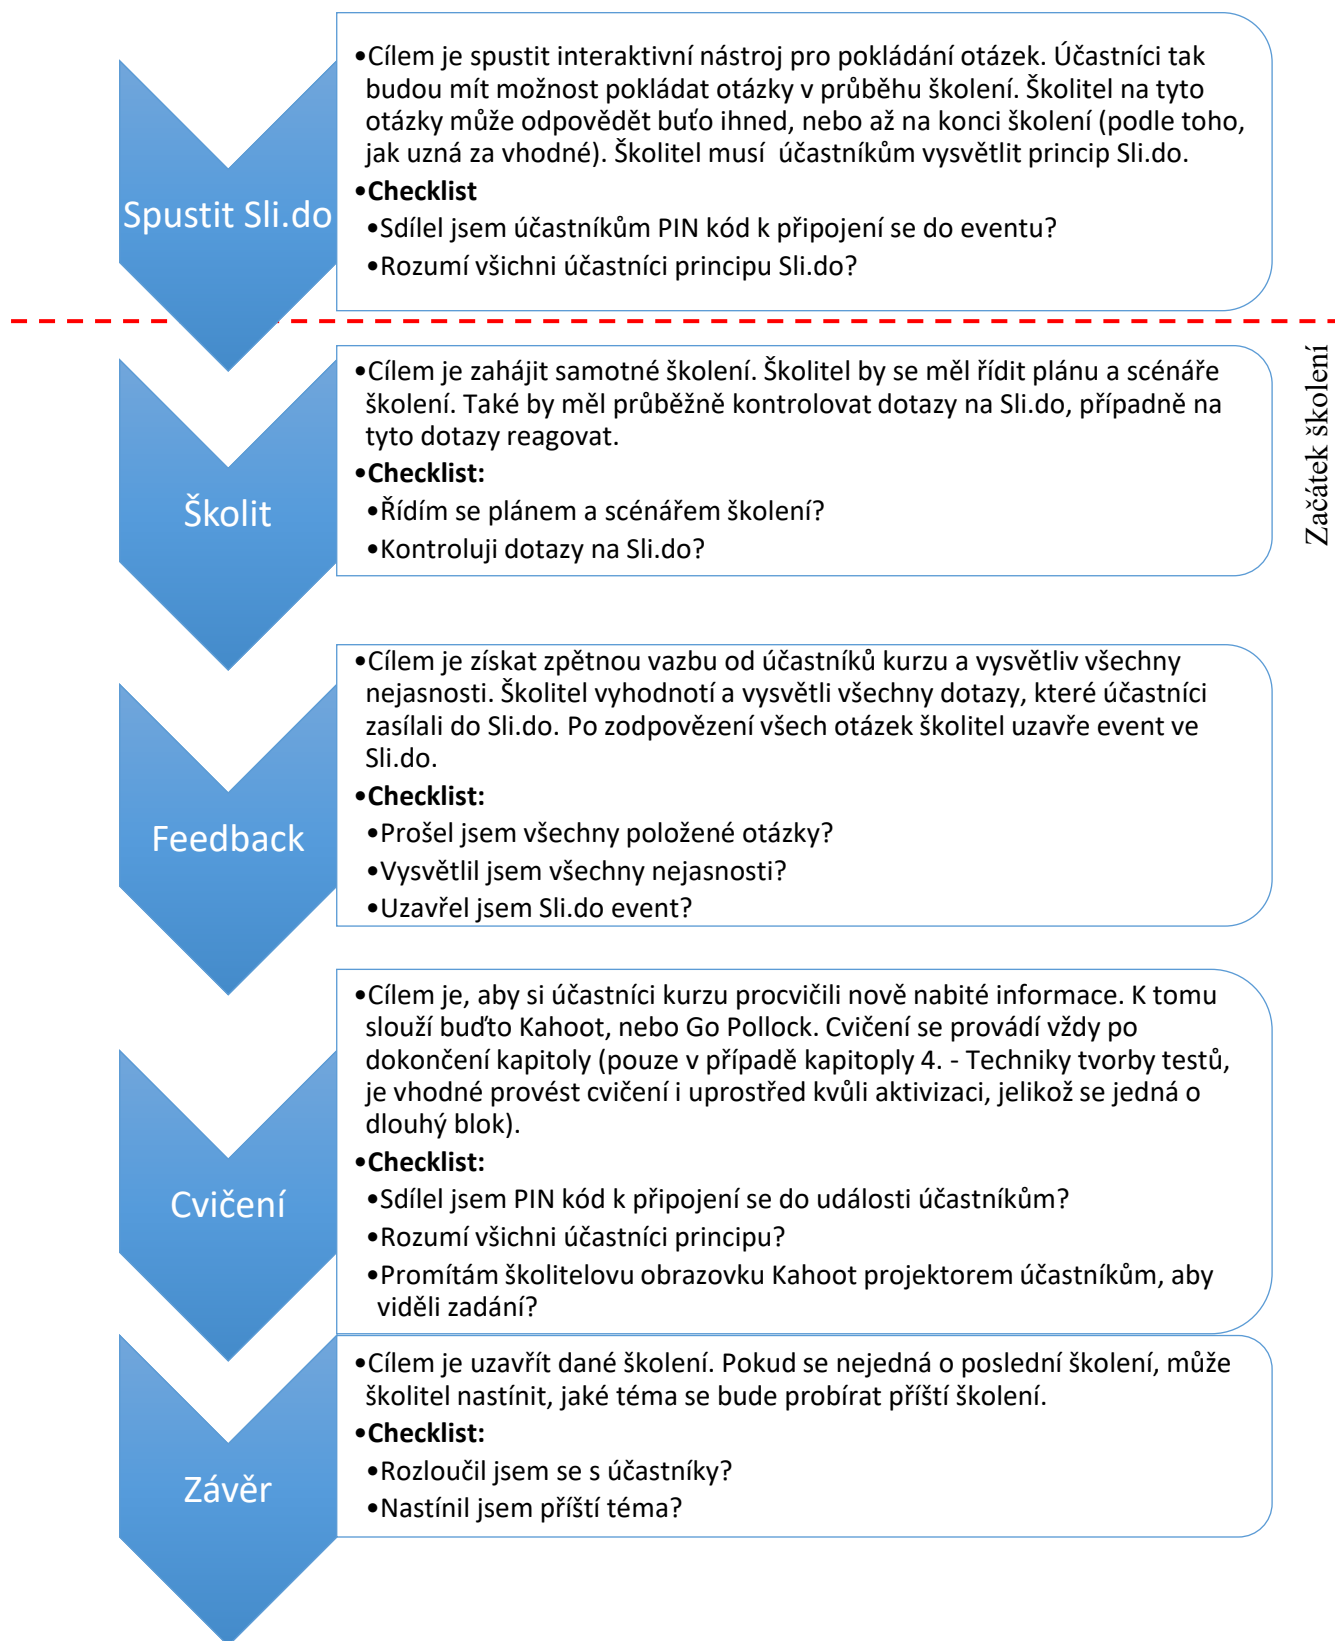 Spustit Sli.do
•Cílem je spustit interaktivní nástroj pro pokládání otázek. Účastníci tak
budou mít možnost pokládat otázky v průběhu školení. Školitel na tyto
otázky může odpovědět buťo ihned, nebo až na konci školení (podle toho,
jak uzná za vhodné). Školitel musí  účastníkům vysvětlit princip Sli.do.
•Checklist
•Sdílel jsem účastníkům PIN kód k připojení se do eventu?
•Rozumí všichni účastníci principu Sli.do?
Začátek školení
Školit
•Cílem je zahájit samotné školení. Školitel by se měl řídit plánu a scénáře
školení. Také by měl průběžně kontrolovat dotazy na Sli.do, případně na
tyto dotazy reagovat.
•Checklist:
•Řídím se plánem a scénářem školení?
•Kontroluji dotazy na Sli.do?
Feedback
•Cílem je získat zpětnou vazbu od účastníků kurzu a vysvětliv všechny
nejasnosti. Školitel vyhodnotí a vysvětli všechny dotazy, které účastníci
zasílali do Sli.do. Po zodpovězení všech otázek školitel uzavře event ve
Sli.do.
•Checklist:
•Prošel jsem všechny položené otázky?
•Vysvětlil jsem všechny nejasnosti?
•Uzavřel jsem Sli.do event?
Cvičení
•Cílem je, aby si účastníci kurzu procvičili nově nabité informace. K tomu
slouží buďto Kahoot, nebo Go Pollock. Cvičení se provádí vždy po
dokončení kapitoly (pouze v případě kapitoply 4. - Techniky tvorby testů,
je vhodné provést cvičení i uprostřed kvůli aktivizaci, jelikož se jedná o
dlouhý blok).
•Checklist:
•Sdílel jsem PIN kód k připojení se do události účastníkům?
•Rozumí všichni účastníci principu?
•Promítám školitelovu obrazovku Kahoot projektorem účastníkům, aby
viděli zadání?
Závěr
•Cílem je uzavřít dané školení. Pokud se nejedná o poslední školení, může
školitel nastínit, jaké téma se bude probírat příští školení.
•Checklist:
•Rozloučil jsem se s účastníky?
•Nastínil jsem příští téma?